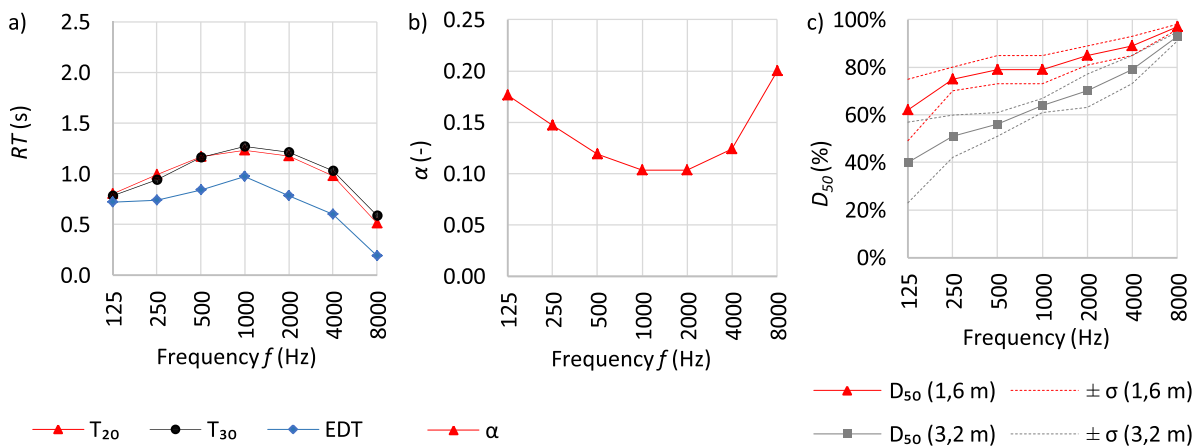 a)
2.5
2.0
1.5
1.0
0.5
0.0
RT (s)
125
250
500
1000
2000
4000
8000
Frequency f (Hz)
T₂₀
T₃₀
EDT
b)
0.25
0.20
0.15
0.10
0.05
0.00
α (-)
125
250
500
1000
2000
4000
8000
Frequency f (Hz)
α
c)
100%
80%
60%
40%
20%
0%
D₅₀ (%)
125
250
500
1000
2000
4000
8000
Frequency (Hz)
D₅₀ (1,6 m)
± σ (1,6 m)
D₅₀ (3,2 m)
± σ (3,2 m)